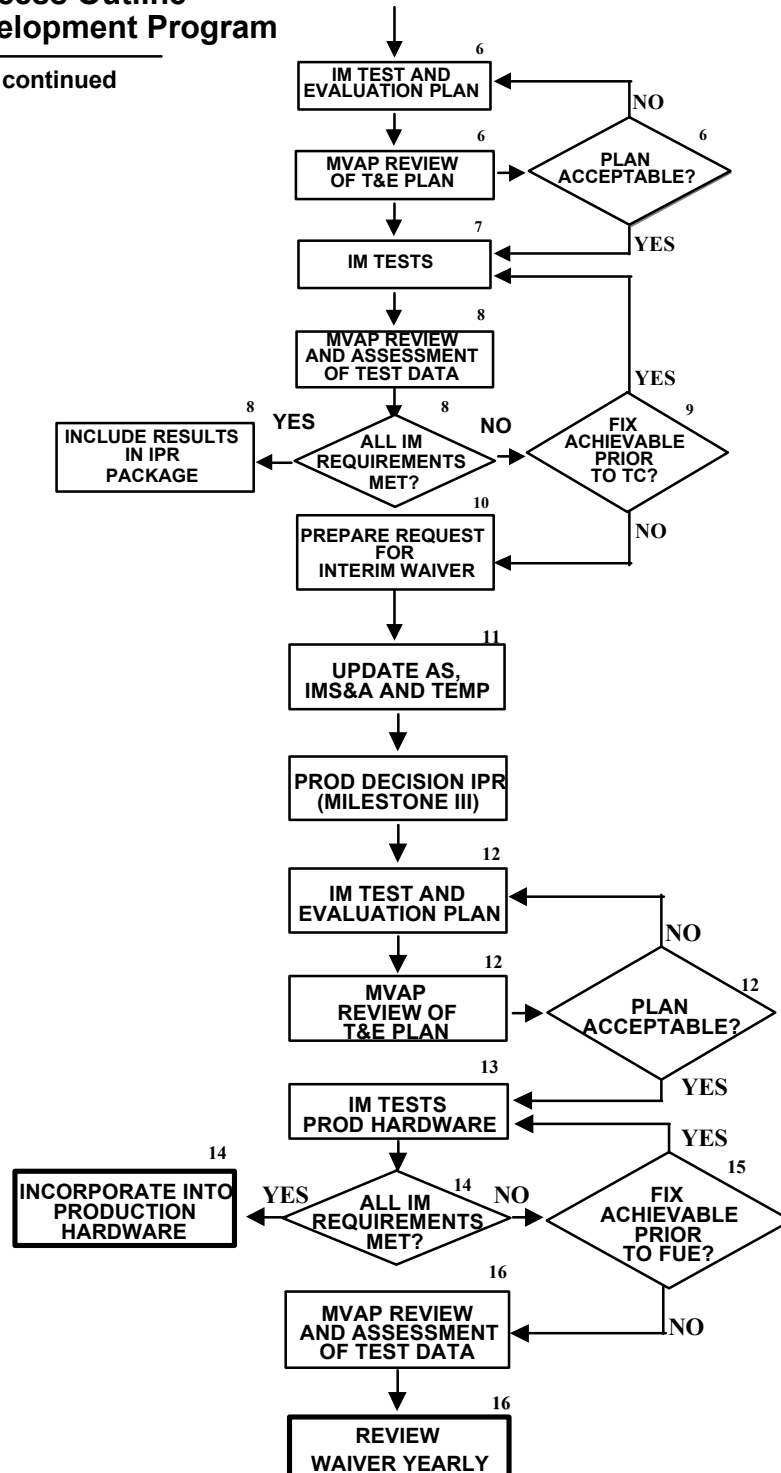 cess Outline
velopment Program
continued
6
IM TEST AND
EVALUATION PLAN
NO
6
MVAP REVIEW
OF T&E PLAN
6
PLAN
ACCEPTABLE?
YES
7
IM TESTS
8
MVAP REVIEW
AND ASSESSMENT
OF TEST DATA
YES
8
INCLUDE RESULTS
IN IPR
PACKAGE
YES
8
ALL IM
REQUIREMENTS
MET?
NO
9
FIX
ACHIEVABLE
PRIOR
TO TC?
NO
10
PREPARE REQUEST
FOR
INTERIM WAIVER
11
UPDATE AS,
IMS&A AND TEMP
PROD DECISION IPR
(MILESTONE III)
12
IM TEST AND
EVALUATION PLAN
NO
12
MVAP
REVIEW OF
T&E PLAN
12
PLAN
ACCEPTABLE?
YES
13
IM TESTS
PROD HARDWARE
YES
14
INCORPORATE INTO
PRODUCTION
HARDWARE
YES
14
ALL IM
REQUIREMENTS
MET?
NO
15
FIX
ACHIEVABLE
PRIOR
TO FUE?
NO
16
MVAP REVIEW
AND ASSESSMENT
OF TEST DATA
16
REVIEW
WAIVER YEARLY